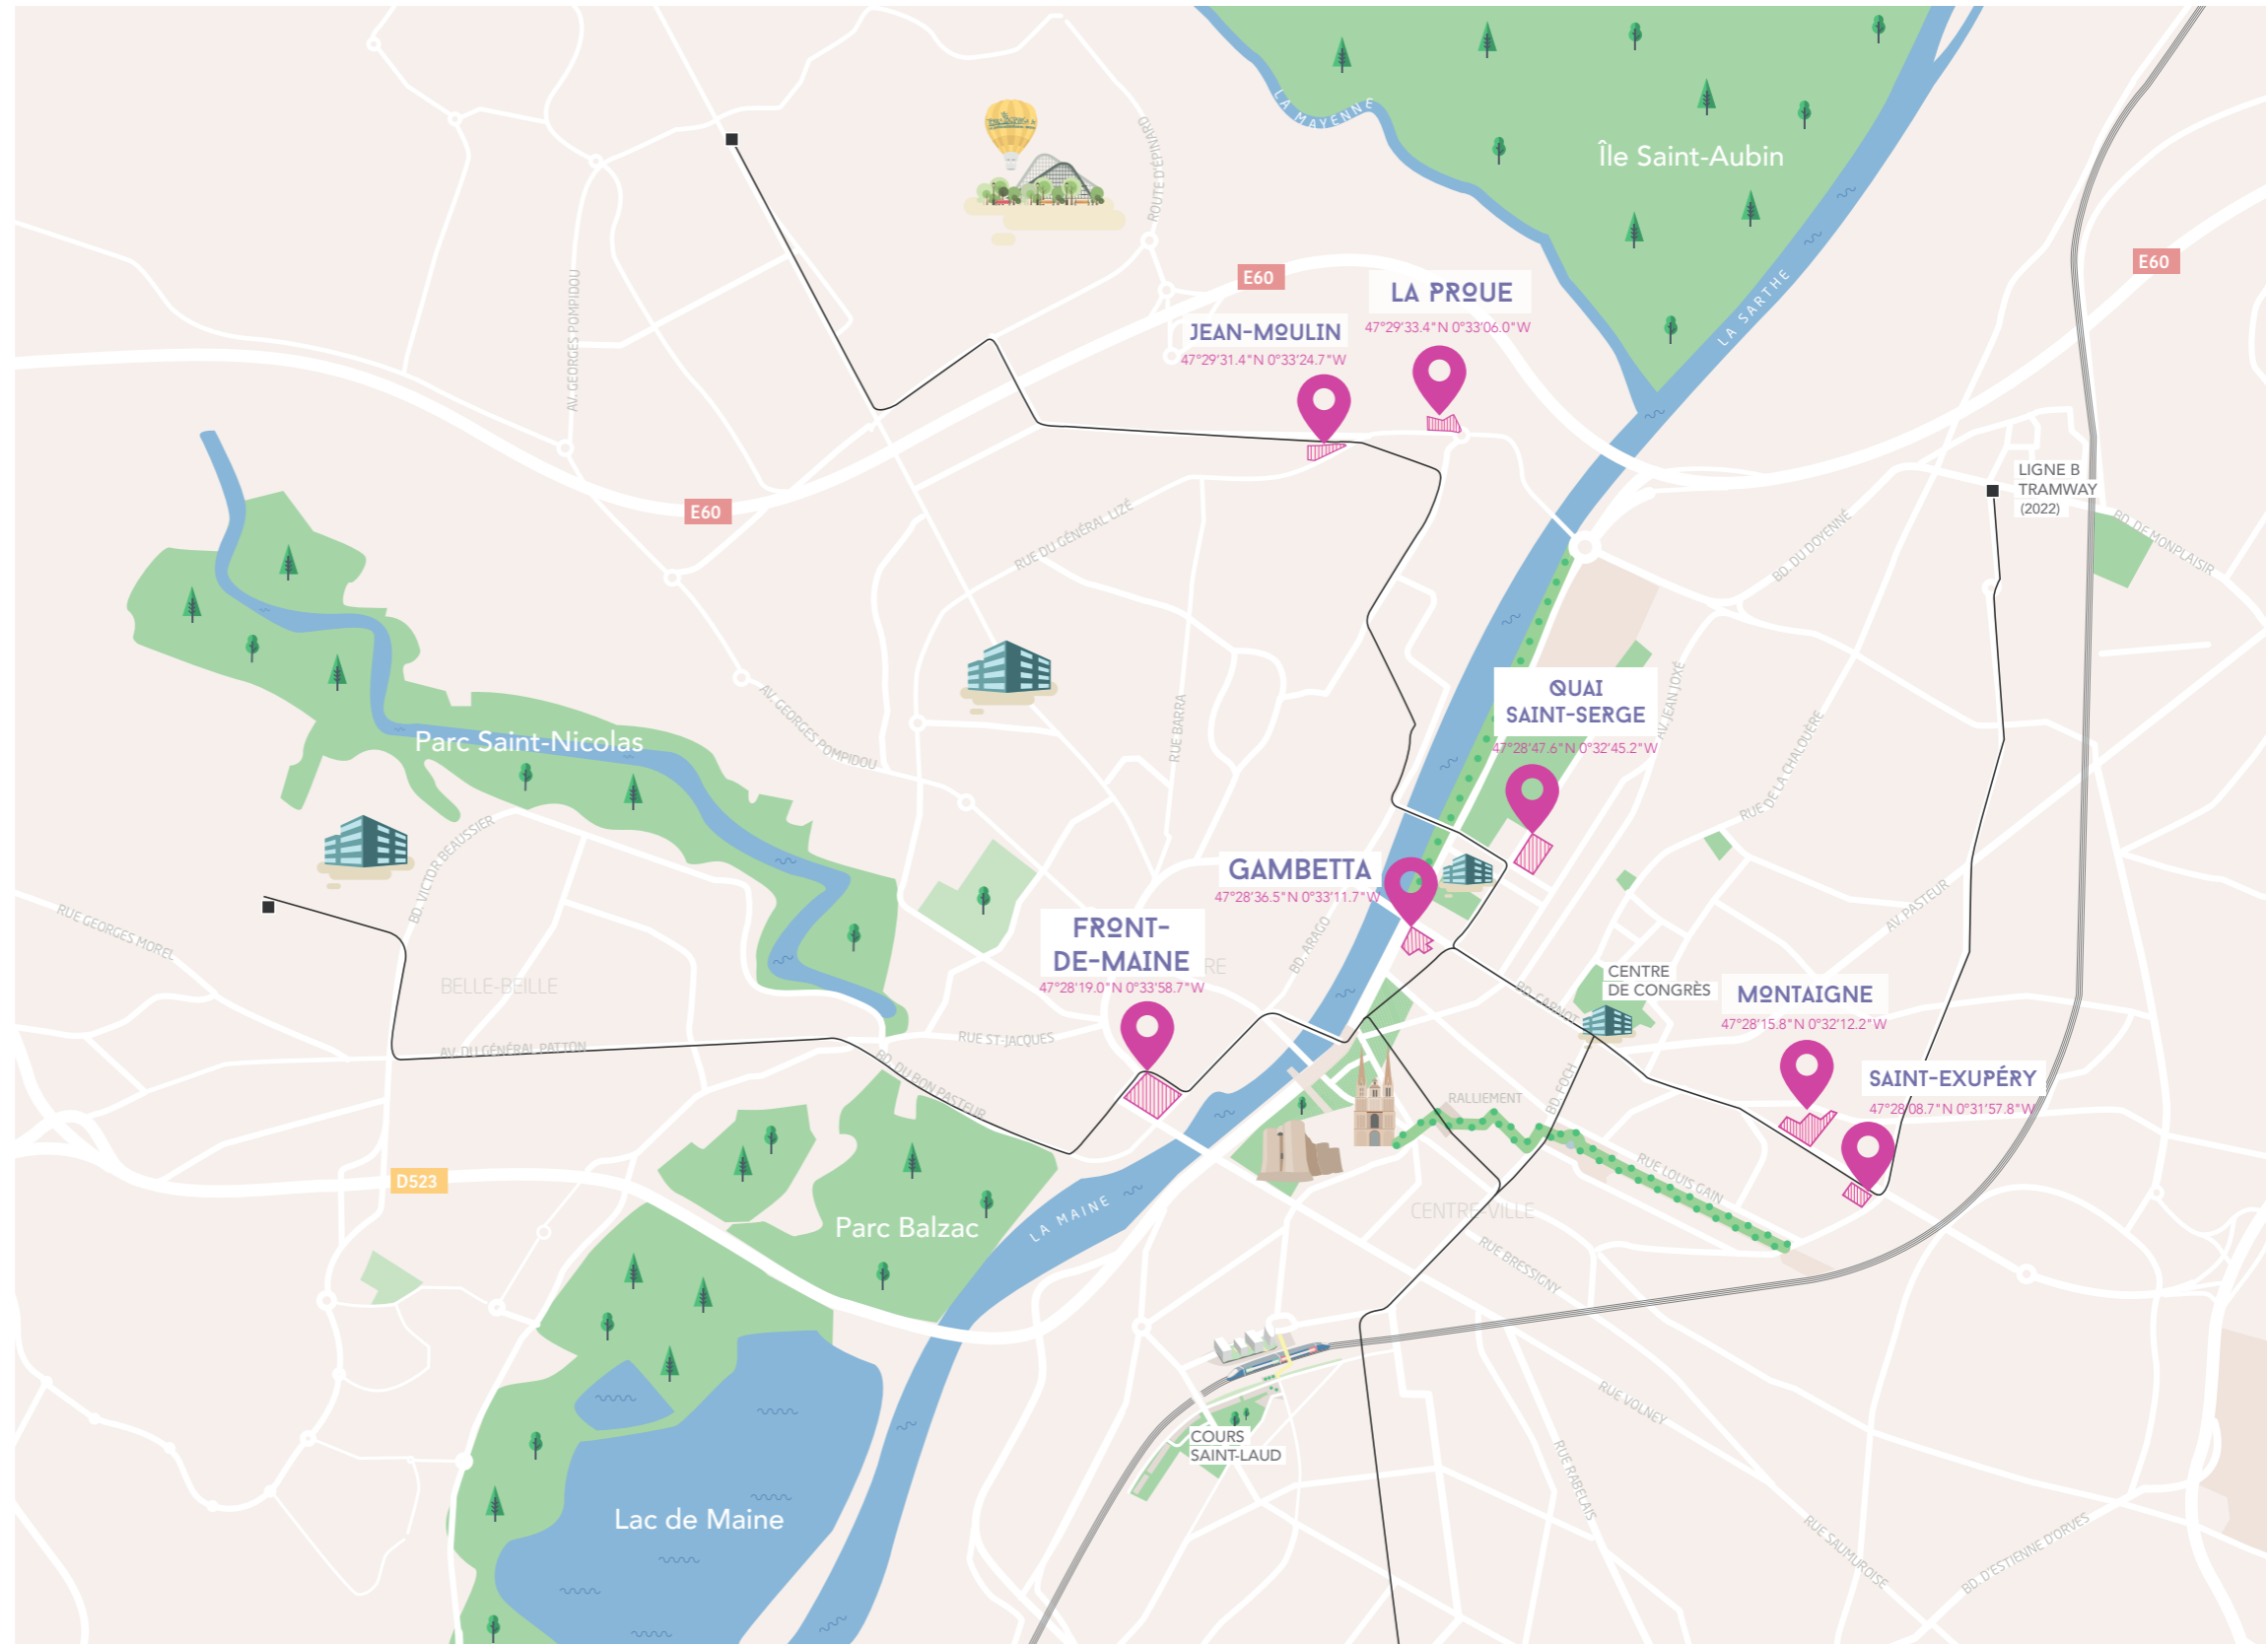 LA MAYENNE
Île Saint-Aubin
ROUTE D'ÉPINARD
E60
E60
LA PROUE
47°29'33.4"N 0°33'06.0"W
JEAN-MOULIN
47°29'31.4"N 0°33'24.7"W
LA SARTHE
AV. GEORGES POMPIDOU
E60
LIGNE B
TRAMWAY
(2022)
BD. DE MONPLAISIR
RUE DU GÉNÉRAL LIZÉ
BD. DU DOYENNÉ
QUAI
SAINT-SERGE
47°28'47.6"N 0°32'45.2"W
AV. JEAN JOXÉ
RUE BARRA
AV. GEORGES POMPIDOU
RUE DE LA CHALOUÈRE
Parc Saint-Nicolas
BD. VICTOR BEAUSSIER
GAMBETTA
47°28'36.5"N 0°33'11.7"W
RUE GEORGES MOREL
FRONT-
DE-MAINE
47°28'19.0"N 0°33'58.7"W
BD. ARAGO
AV. PASTEUR
BELLE-BEILLE
CENTRE
DE CONGRÈS
BD. CARNOT
MONTAIGNE
47°28'15.8"N 0°32'12.2"W
RUE ST-JACQUES
AV. DU GÉNÉRAL PATTON
BD. DU BON PASTEUR
SAINT-EXUPÉRY
47°28'08.7"N 0°31'57.8"W
RALLIEMENT
BD. FOCH
RUE LOUIS GAIN
D523
Parc Balzac
LA MAINE
CENTRE-VILLE
RUE BRESSIGNY
RUE VOLNEY
COURS
SAINT-LAUD
RUE RABELAIS
Lac de Maine
RUE SAUMUROISE
BD. D'ESTIENNE D'ORVES